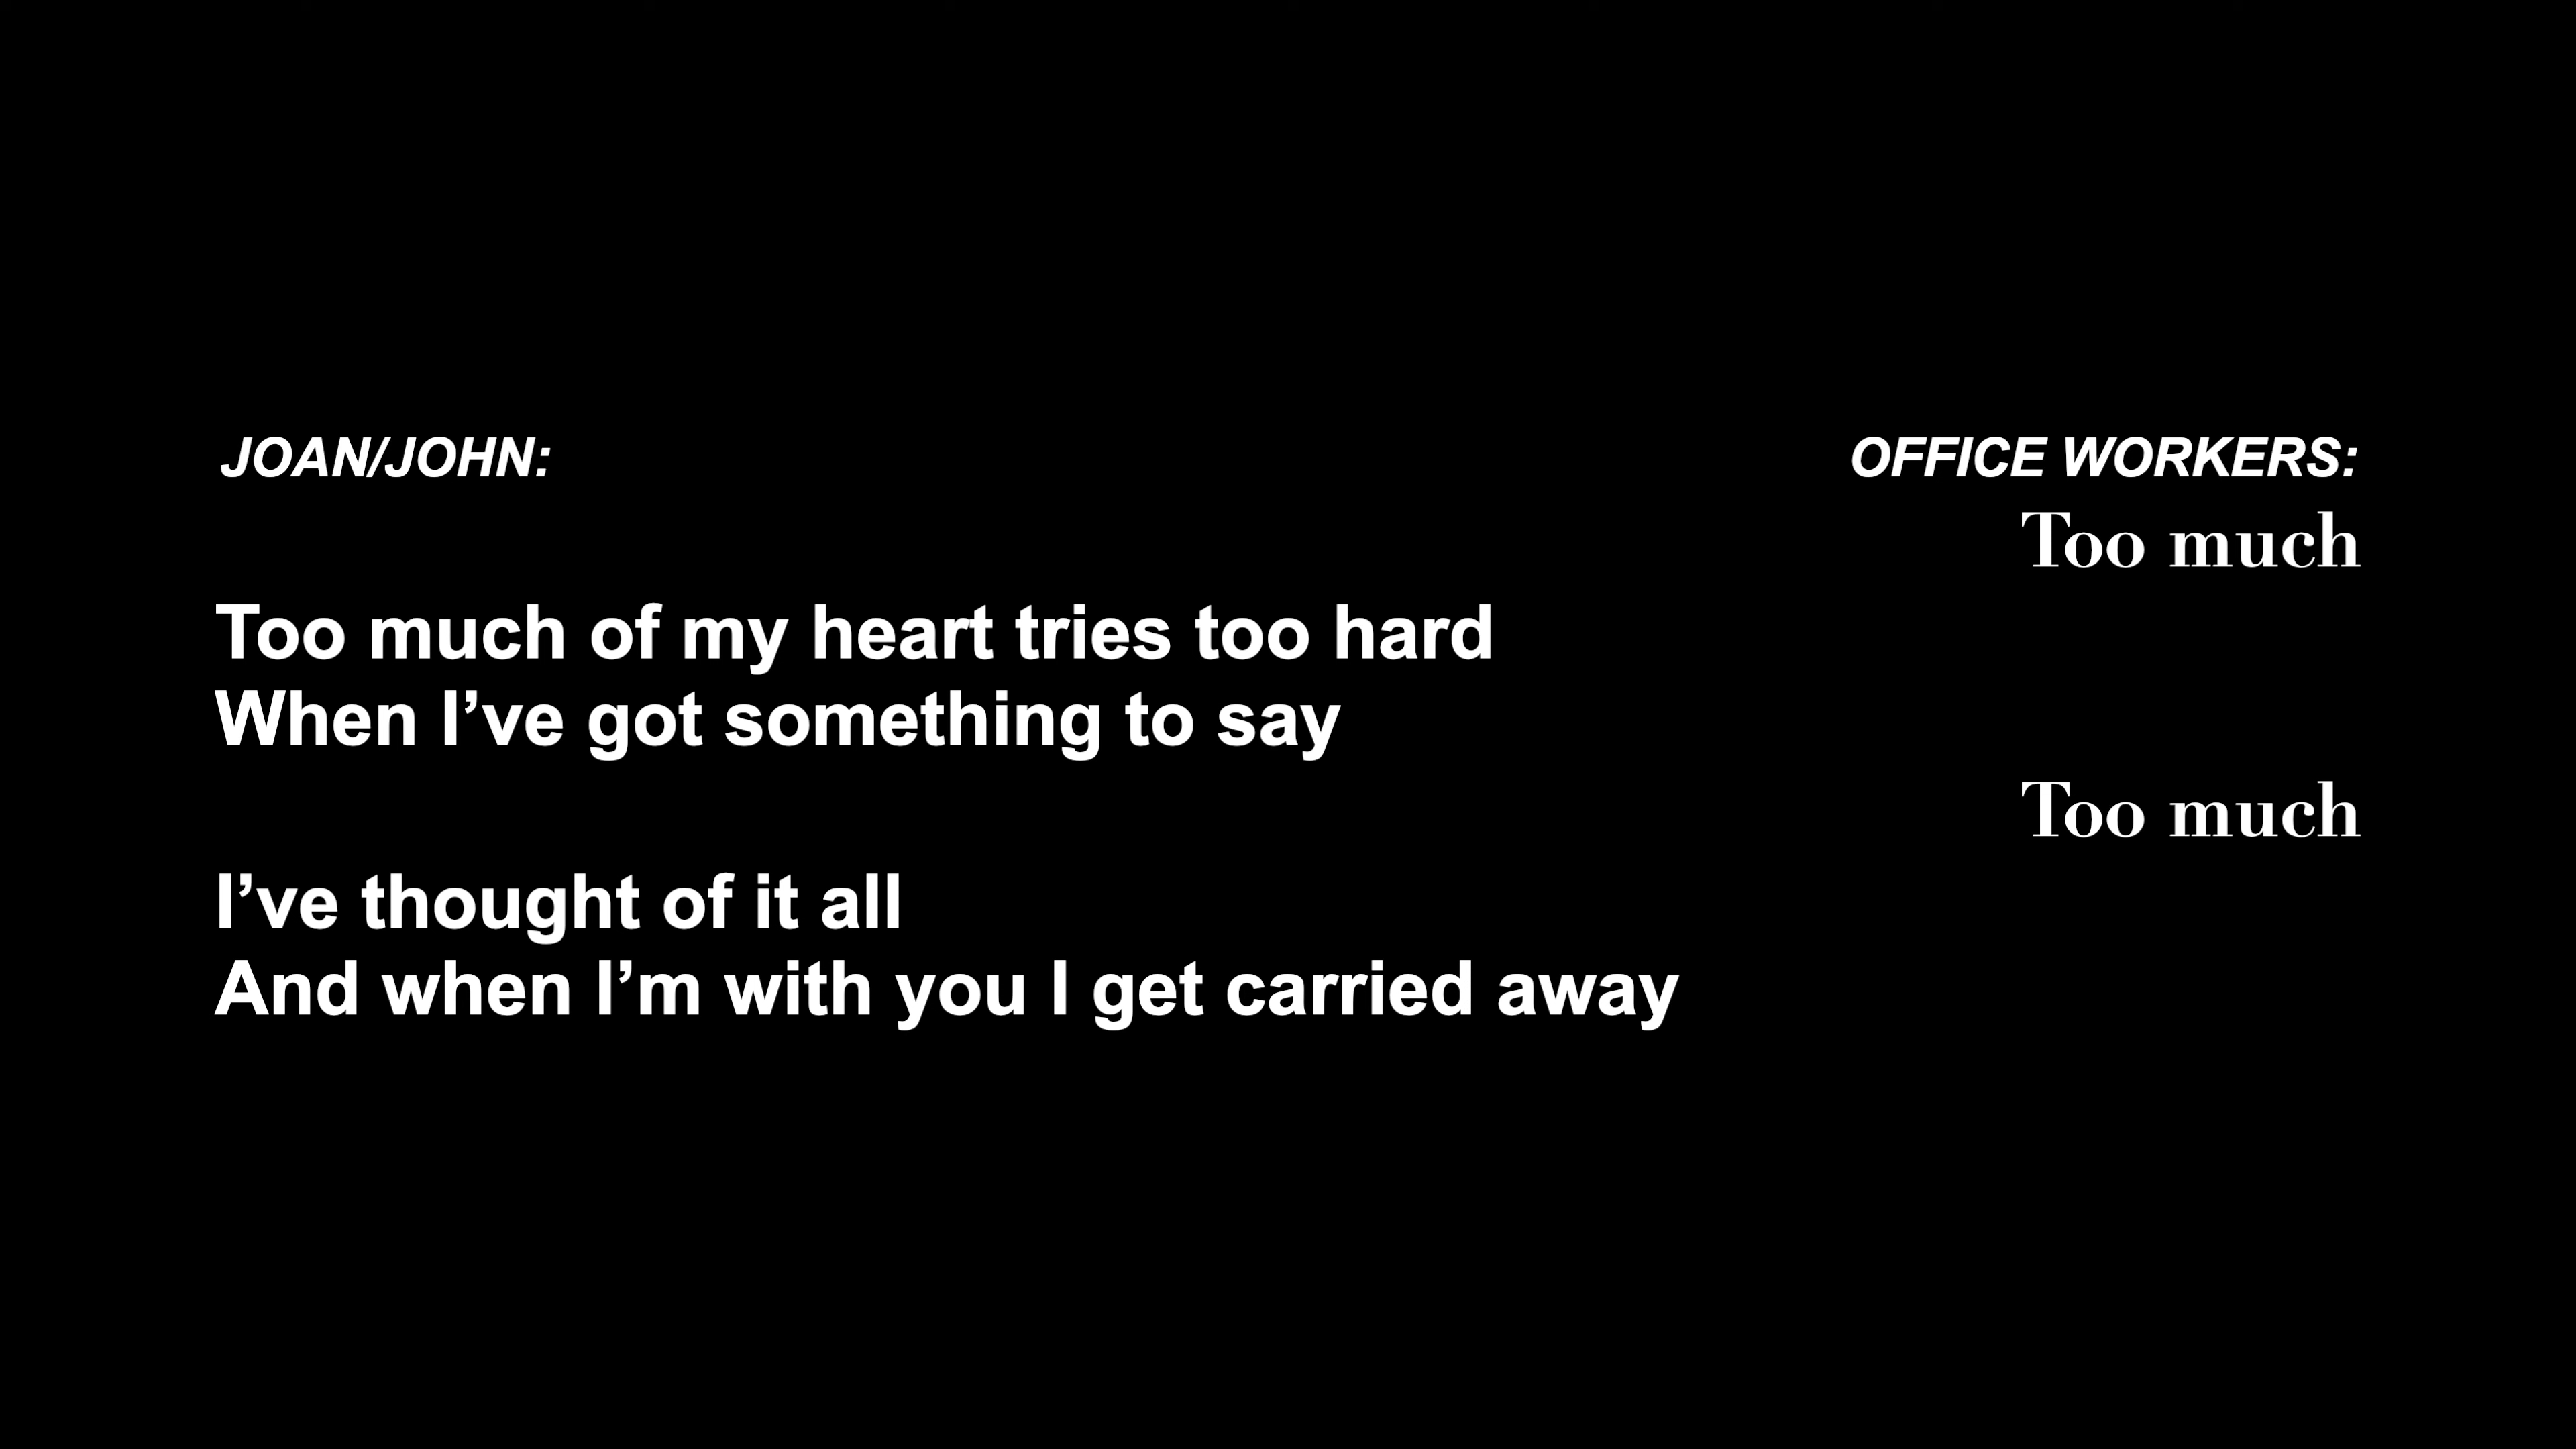 JOAN/JOHN:
OFFICE WORKERS:
Too much
Too much of my heart tries too hard
When I’ve got something to say
Too much
I’ve thought of it all
And when I’m with you I get carried away